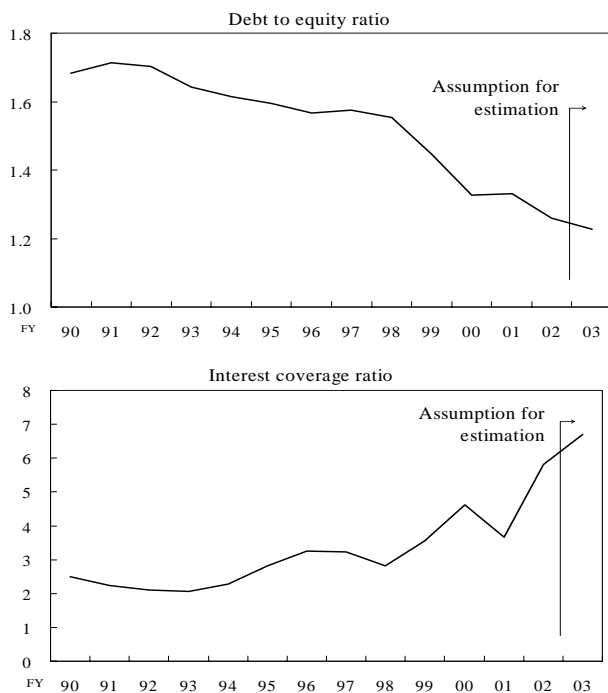 Debt to equity ratio
1.8
1.6
1.4
1.2
1.0
Assumption for
estimation
FY 90 91 92 93 94 95 96 97 98 99 00 01 02 03
Interest coverage ratio
8
7
6
5
4
3
2
1
0
Assumption for
estimation
FY 90 91 92 93 94 95 96 97 98 99 00 01 02 03